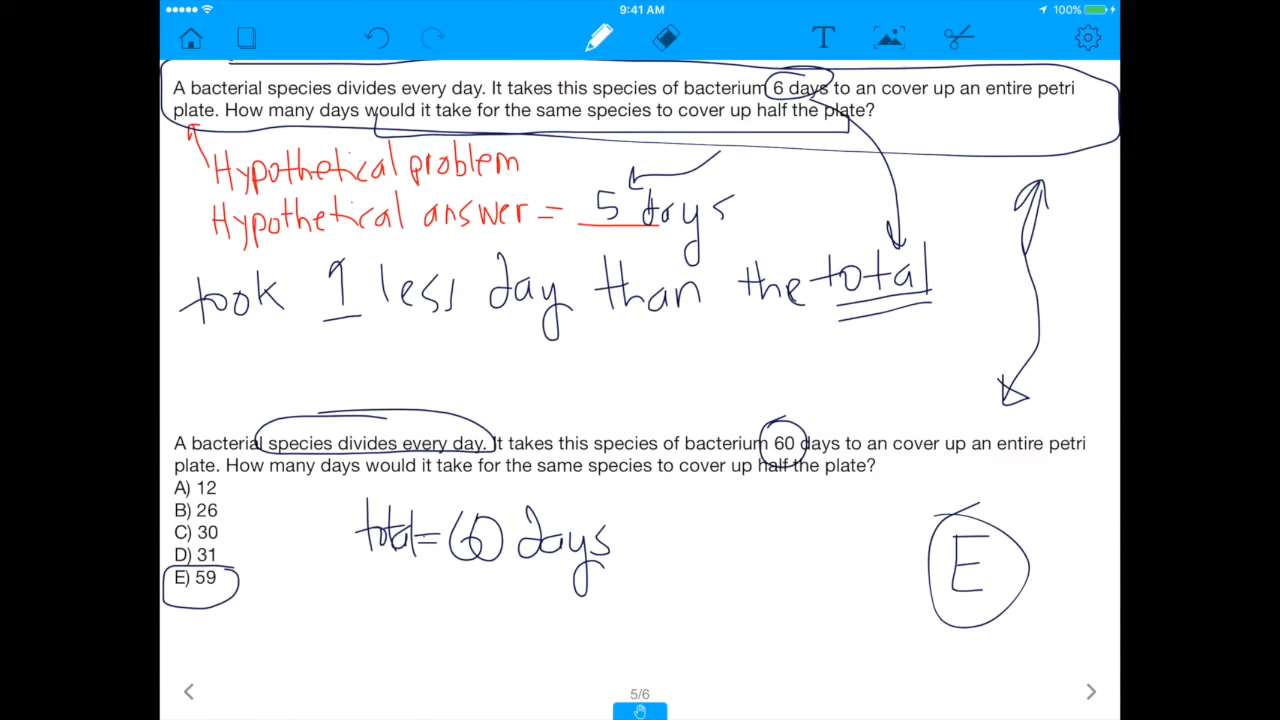 9:41 AM
100%
T
A bacterial species divides every day. It takes this species of bacterium 6 days to an cover up an entire petri
plate. How many days would it take for the same species to cover up half the plate?
Hypothetical problem
Hypothetical answer = 5 days
took 1 less day than the total
A bacterial species divides every day. It takes this species of bacterium 60 days to an cover up an entire petri
plate. How many days would it take for the same species to cover up half the plate?
A) 12
B) 26
C) 30
D) 31
E) 59
total = 60 days
E
5/6